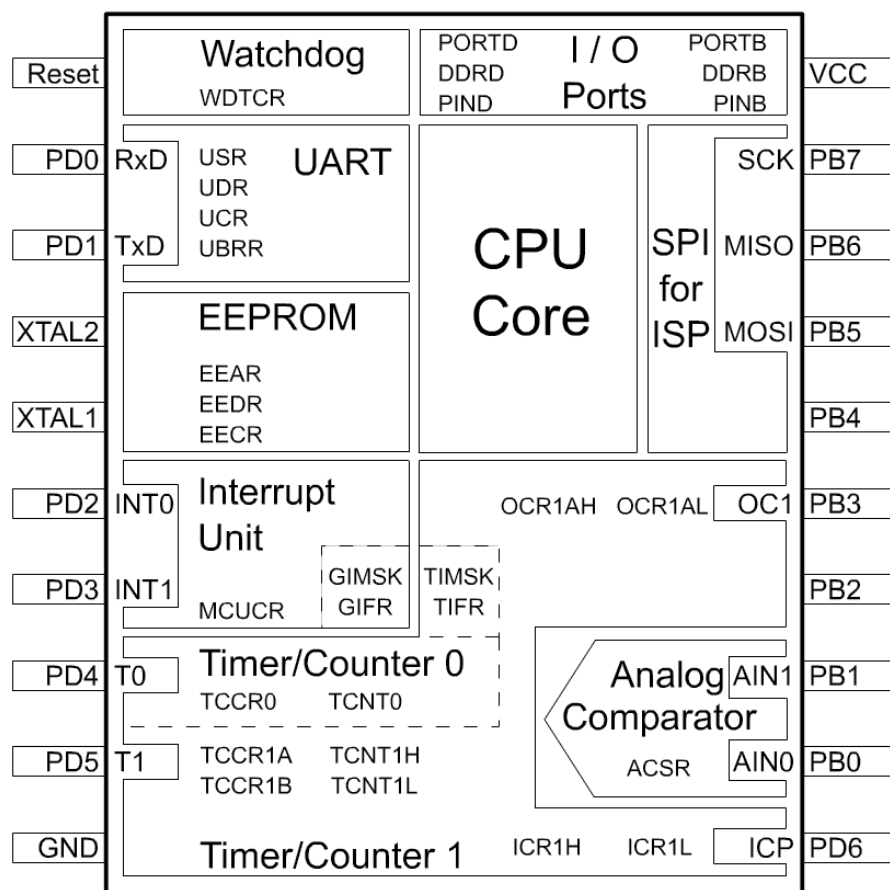 Reset
PD0
PD1
XTAL2
XTAL1
PD2
PD3
PD4
PD5
GND
Watchdog
WDTCR
PORTD
DDRD
PIND
I / O
Ports
PORTB
DDRB
PINB
RxD
TxD
UART
USR
UDR
UCR
UBRR
EEPROM
EEAR
EEDR
EECR
CPU
Core
SPI
for
ISP
SCK
MISO
MOSI
INT0
INT1
Interrupt
Unit
MCUCR
GIMSK
GIFR
TIMSK
TIFR
OCR1AH OCR1AL
OC1
T0
Timer/Counter 0
TCCR0 TCNT0
T1
TCCR1A TCNT1H
TCCR1B TCNT1L
Timer/Counter 1
ICR1H ICR1L
ICP
Analog
Comparator
ACSR
AIN1
AIN0
VCC
PB7
PB6
PB5
PB4
PB3
PB2
PB1
PB0
PD6